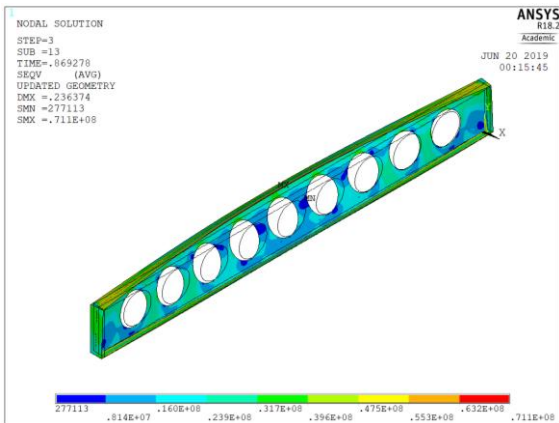 1
NODAL SOLUTION
STEP=3
SUB =13
TIME=.869278
SEQV (AVG)
UPDATED GEOMETRY
DMX =.236374
SMN =277113
SMX =.711E+08
ANSYS
R18.2
Academic
JUN 20 2019
00:15:45
MX
MN
X
277113 .160E+08 .317E+08 .475E+08 .632E+08
.814E+07 .239E+08 .396E+08 .553E+08 .711E+08